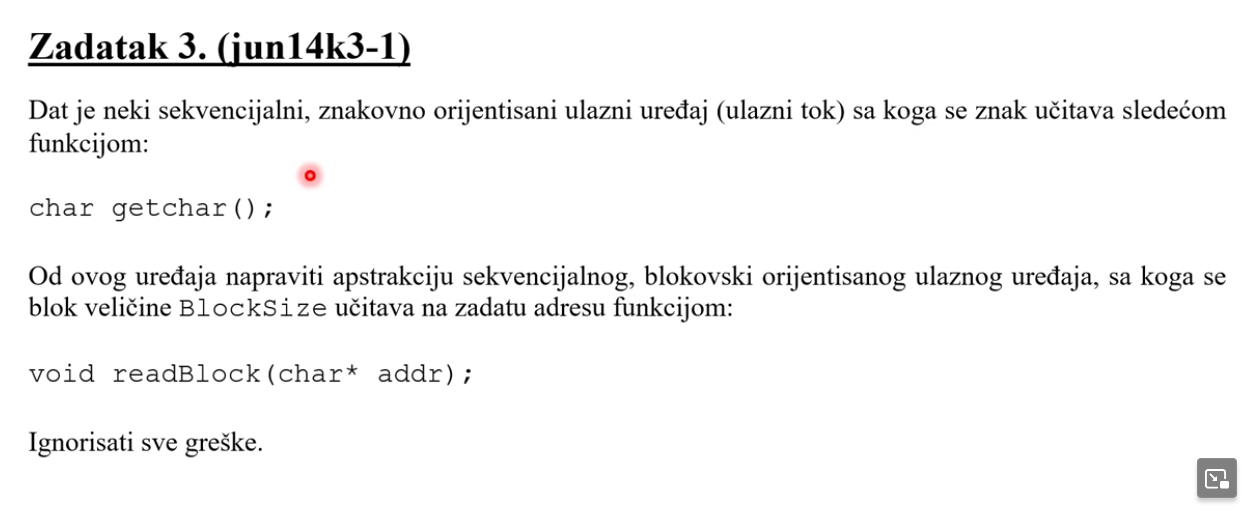 Zadatak 3. (jun14k3-1)
Dat je neki sekvencijalni, znakovno orijentisani ulazni uređaj (ulazni tok) sa koga se znak učitava sledećom
funkcijom:
char getchar();
Od ovog uređaja napraviti apstrakciju sekvencijalnog, blokovski orijentisanog ulaznog uređaja, sa koga se
blok veličine BlockSize učitava na zadatu adresu funkcijom:
void readBlock(char* addr);
Ignorisati sve greške.